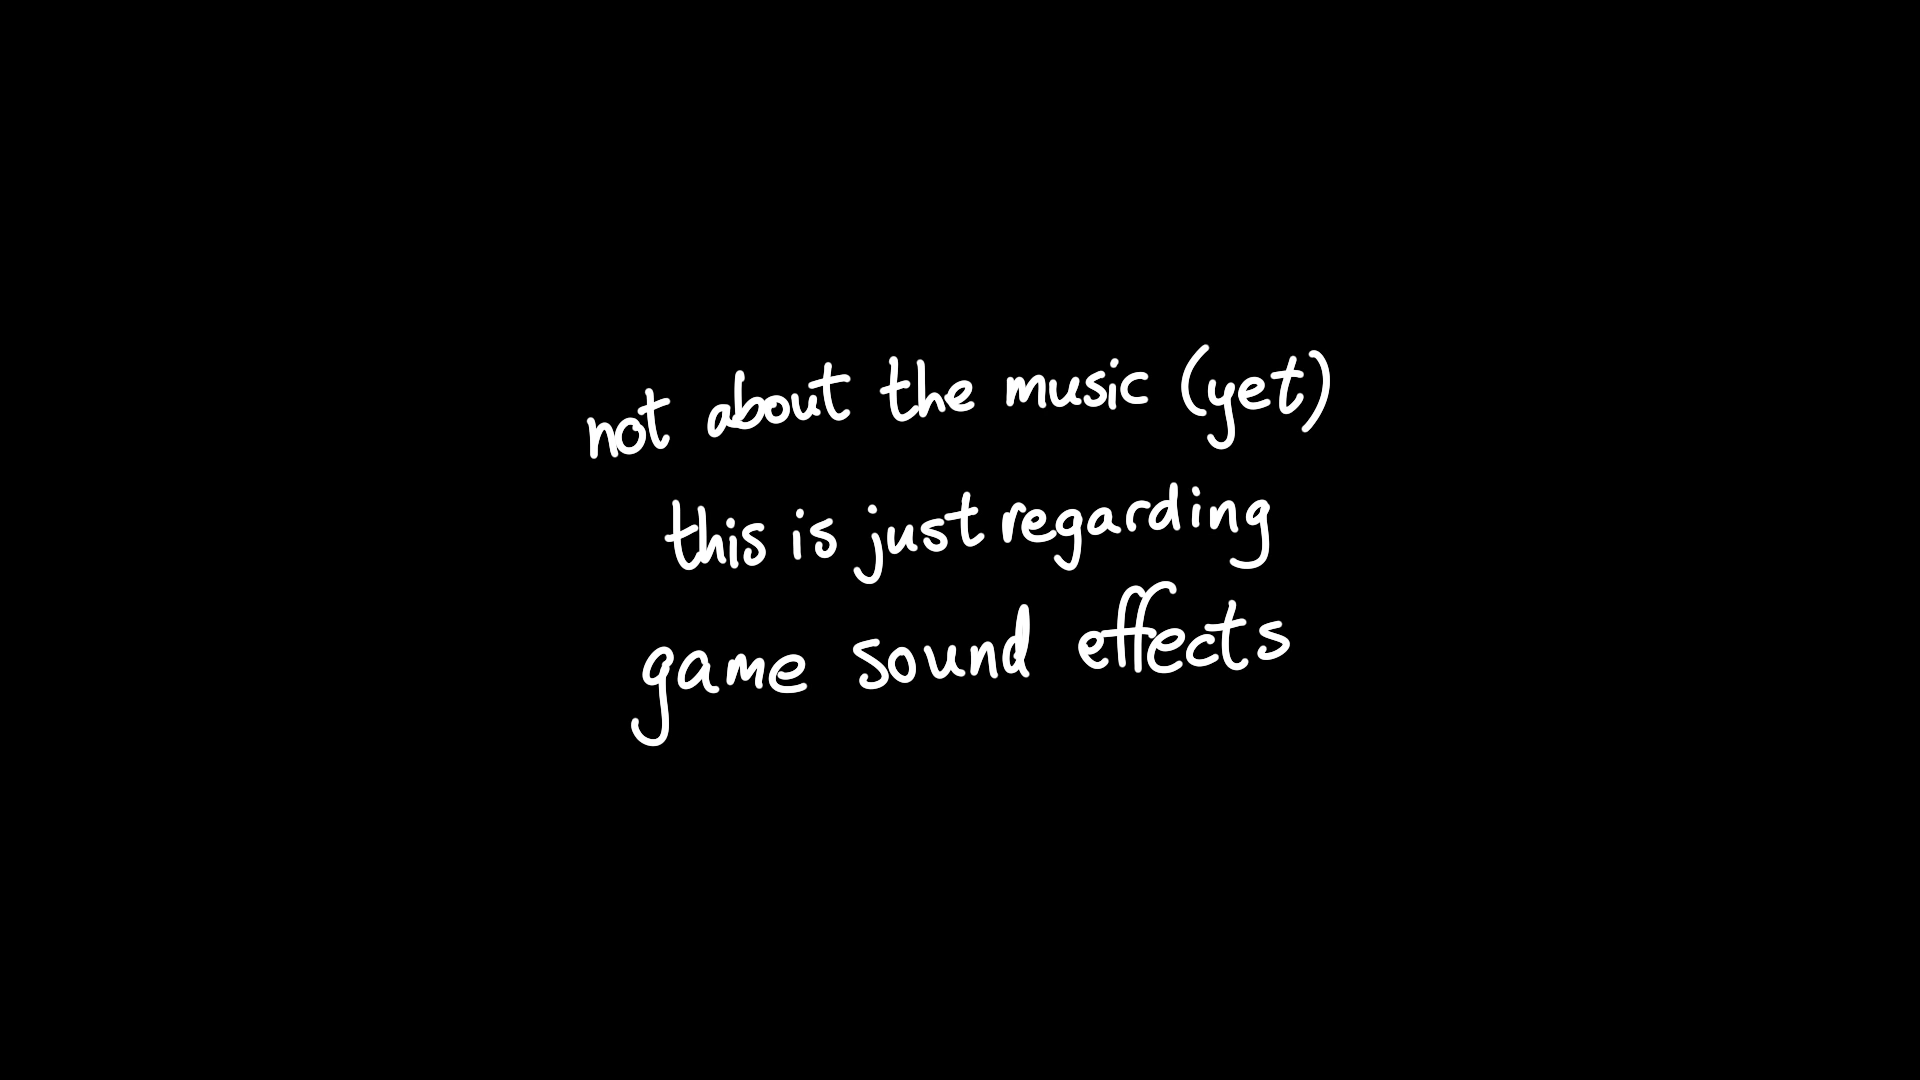 not about the music (yet)
this is just regarding
game sound effects